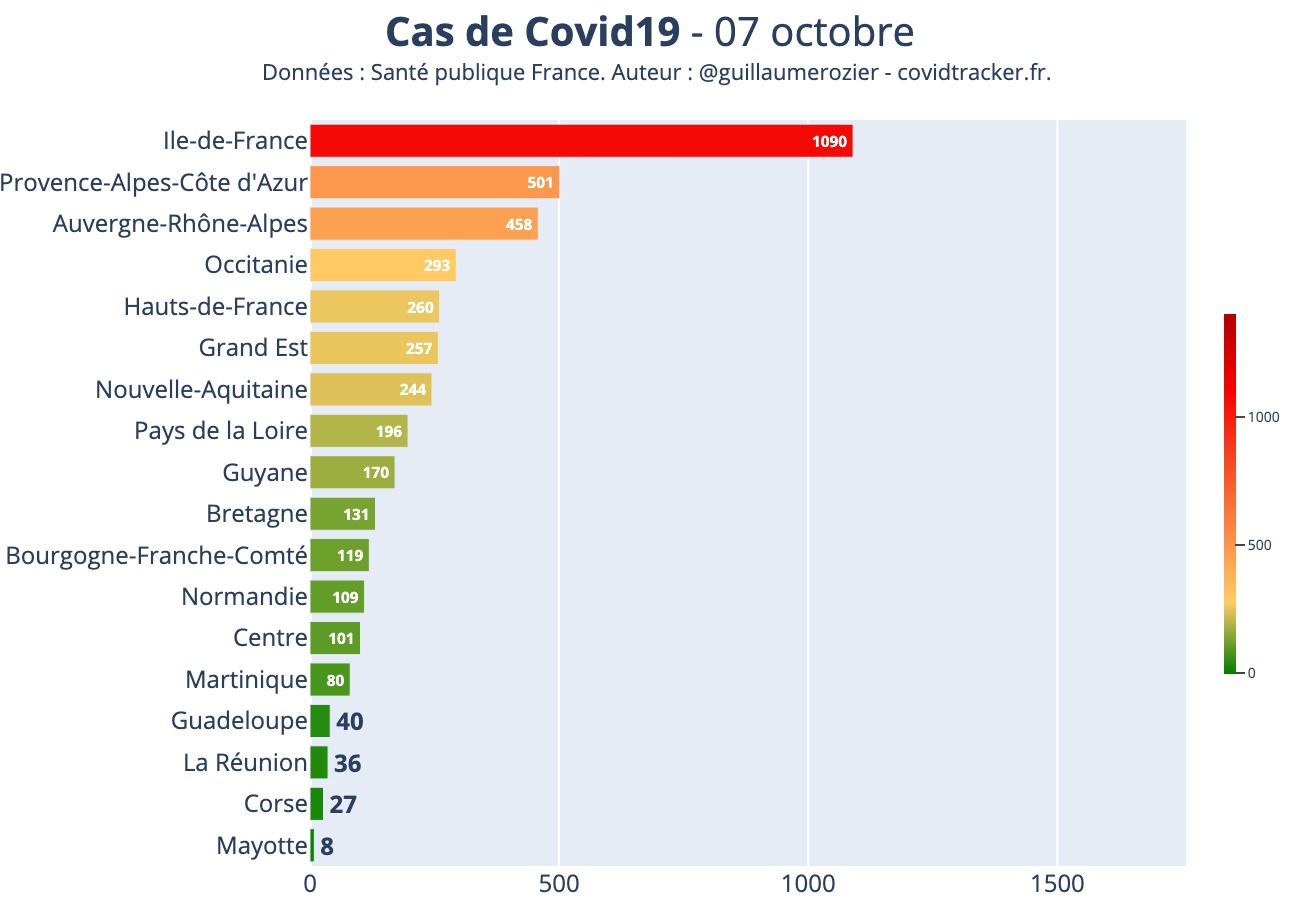 Cas de Covid19 - 07 octobre
Données : Santé publique France. Auteur : @guillaumerozier - covidtracker.fr.
Ile-de-France 1090
Provence-Alpes-Côte d'Azur 501
Auvergne-Rhône-Alpes 458
Occitanie 293
Hauts-de-France 260
Grand Est 257
Nouvelle-Aquitaine 244
Pays de la Loire 196
Guyane 170
Bretagne 131
Bourgogne-Franche-Comté 119
Normandie 109
Centre 101
Martinique 80
Guadeloupe 40
La Réunion 36
Corse 27
Mayotte 8
0 500 1000 1500
1000
500
0